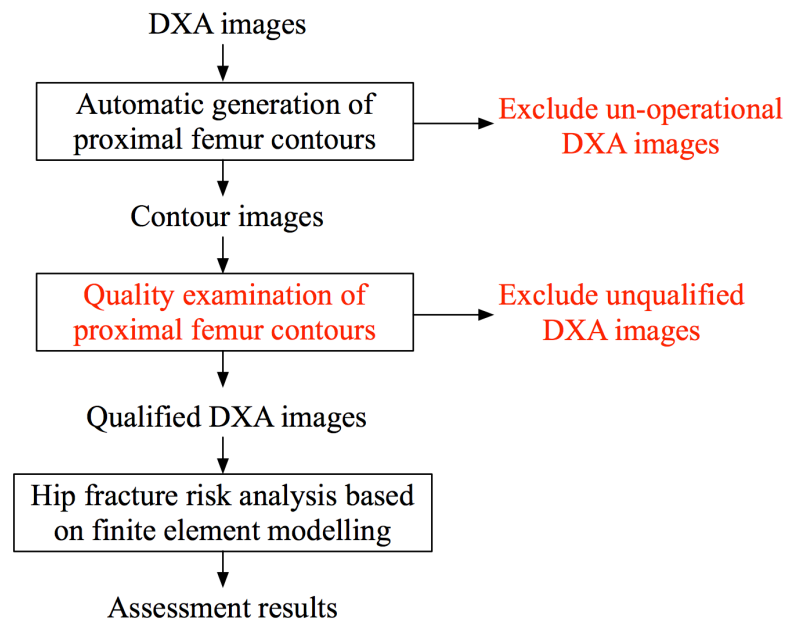 DXA images
Automatic generation of
proximal femur contours
Exclude un-operational
DXA images
Contour images
Quality examination of
proximal femur contours
Exclude unqualified
DXA images
Qualified DXA images
Hip fracture risk analysis based
on finite element modelling
Assessment results